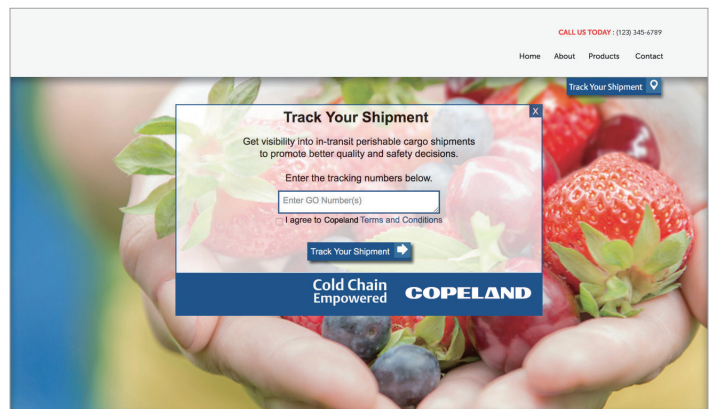 CALL US TODAY : (123) 345-6789
Home About Products Contact
Track Your Shipment
X
Track Your Shipment
Get visibility into in-transit perishable cargo shipments
to promote better quality and safety decisions.
Enter the tracking numbers below.
Enter GO Number(s)
I agree to Copeland Terms and Conditions
Track Your Shipment
Cold Chain
Empowered
COPELAND